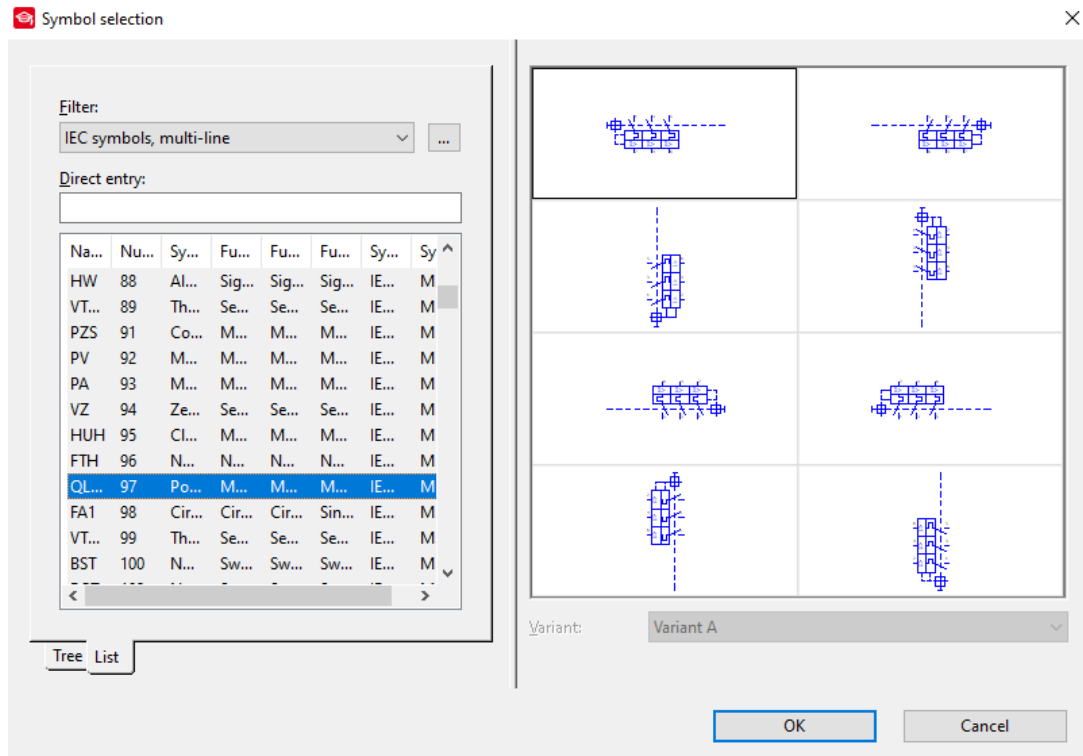 Symbol selection
Filter:
IEC symbols, multi-line
...
Direct entry:
Na... Nu... Sy... Fu... Fu... Fu... Sy... Sy
HW 88 Al... Sig... Sig... Sig... IE... M
VT... 89 Th... Se... Se... Se... IE... M
PZS 91 Co... M... M... M... IE... M
PV 92 M... M... M... M... IE... M
PA 93 M... M... M... M... IE... M
VZ 94 Ze... Se... Se... Se... IE... M
HUH 95 Cl... M... M... M... IE... M
FTH 96 N... N... N... N... IE... M
QL... 97 Po... M... M... M... IE... M
FA1 98 Cir... Cir... Cir... Sin... IE... M
VT... 99 Th... Se... Se... Se... IE... M
BST 100 N... Sw... Sw... Sw... IE... M
Tree List
Variant:
Variant A
OK
Cancel